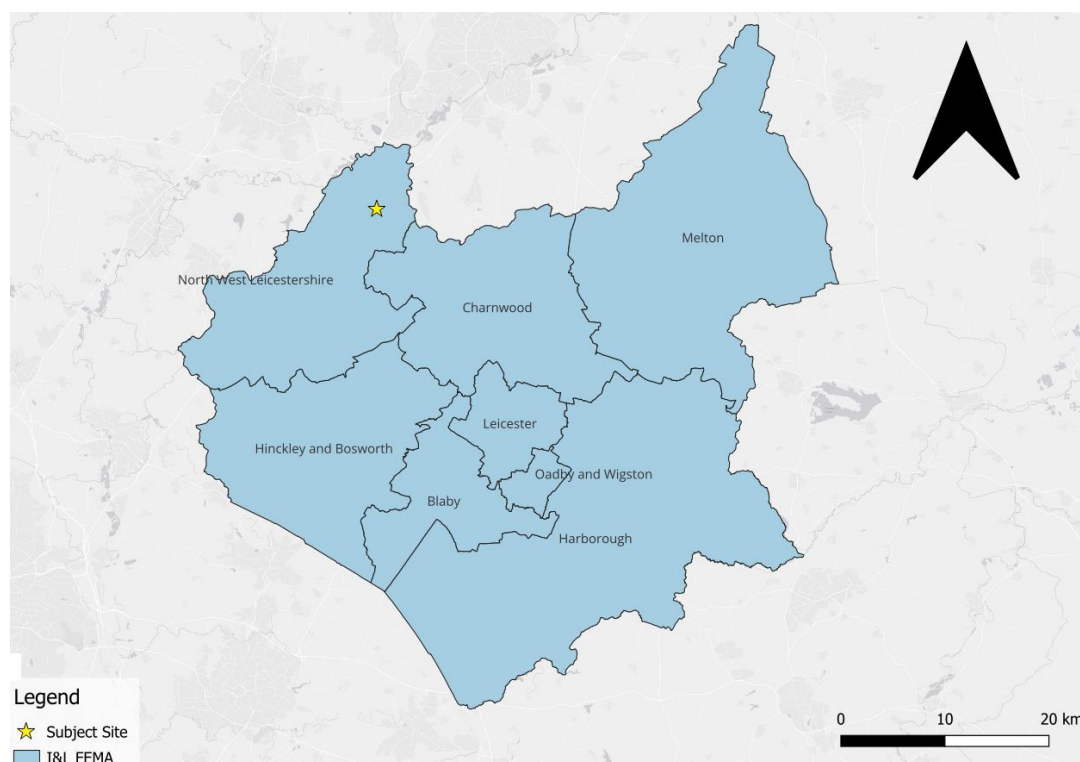 Melton
North West Leicestershire
Charnwood
Leicester
Hinckley and Bosworth
Oadby and Wigston
Blaby
Harborough
Legend
Subject Site
I&L FEMA
0 10 20 km